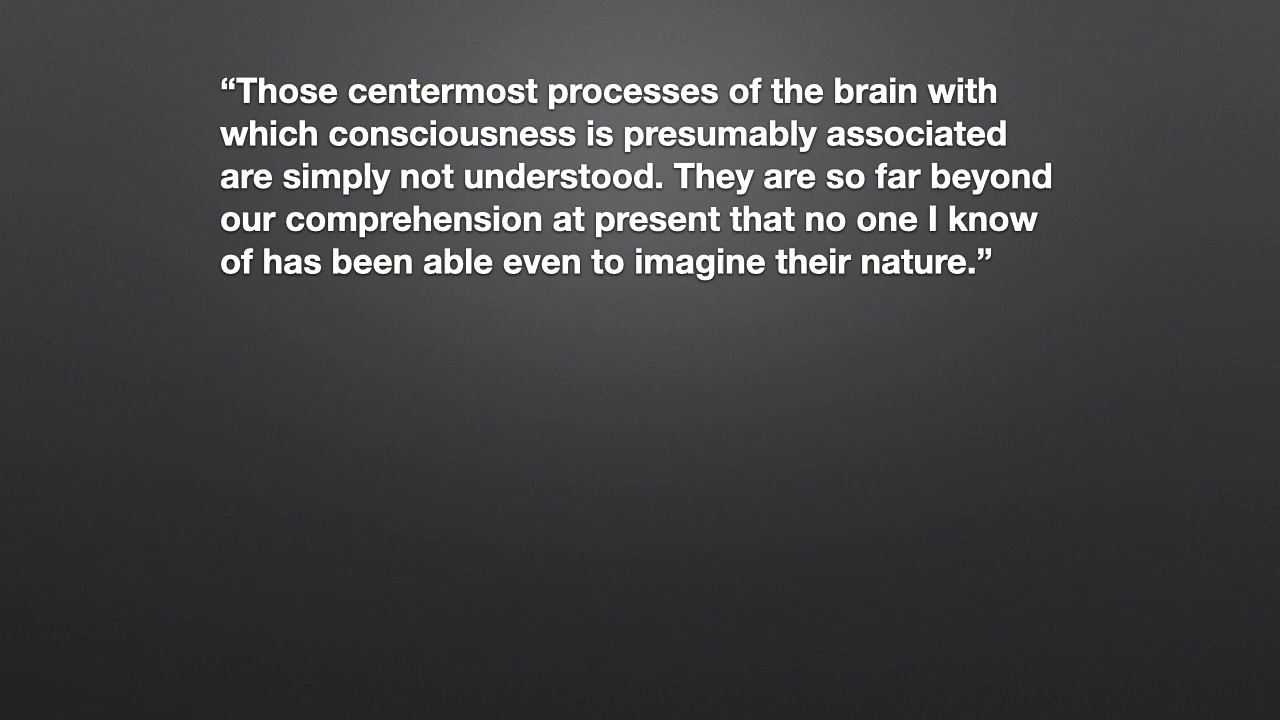 “Those centermost processes of the brain with
which consciousness is presumably associated
are simply not understood. They are so far beyond
our comprehension at present that no one I know
of has been able even to imagine their nature.”